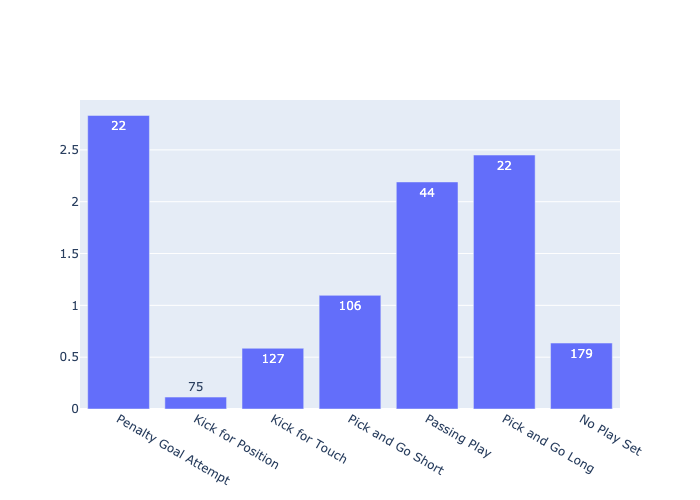 22
75
127
106
44
22
179
2.5
2
1.5
1
0.5
0
Penalty Goal Attempt
Kick for Position
Kick for Touch
Pick and Go Short
Passing Play
Pick and Go Long
No Play Set